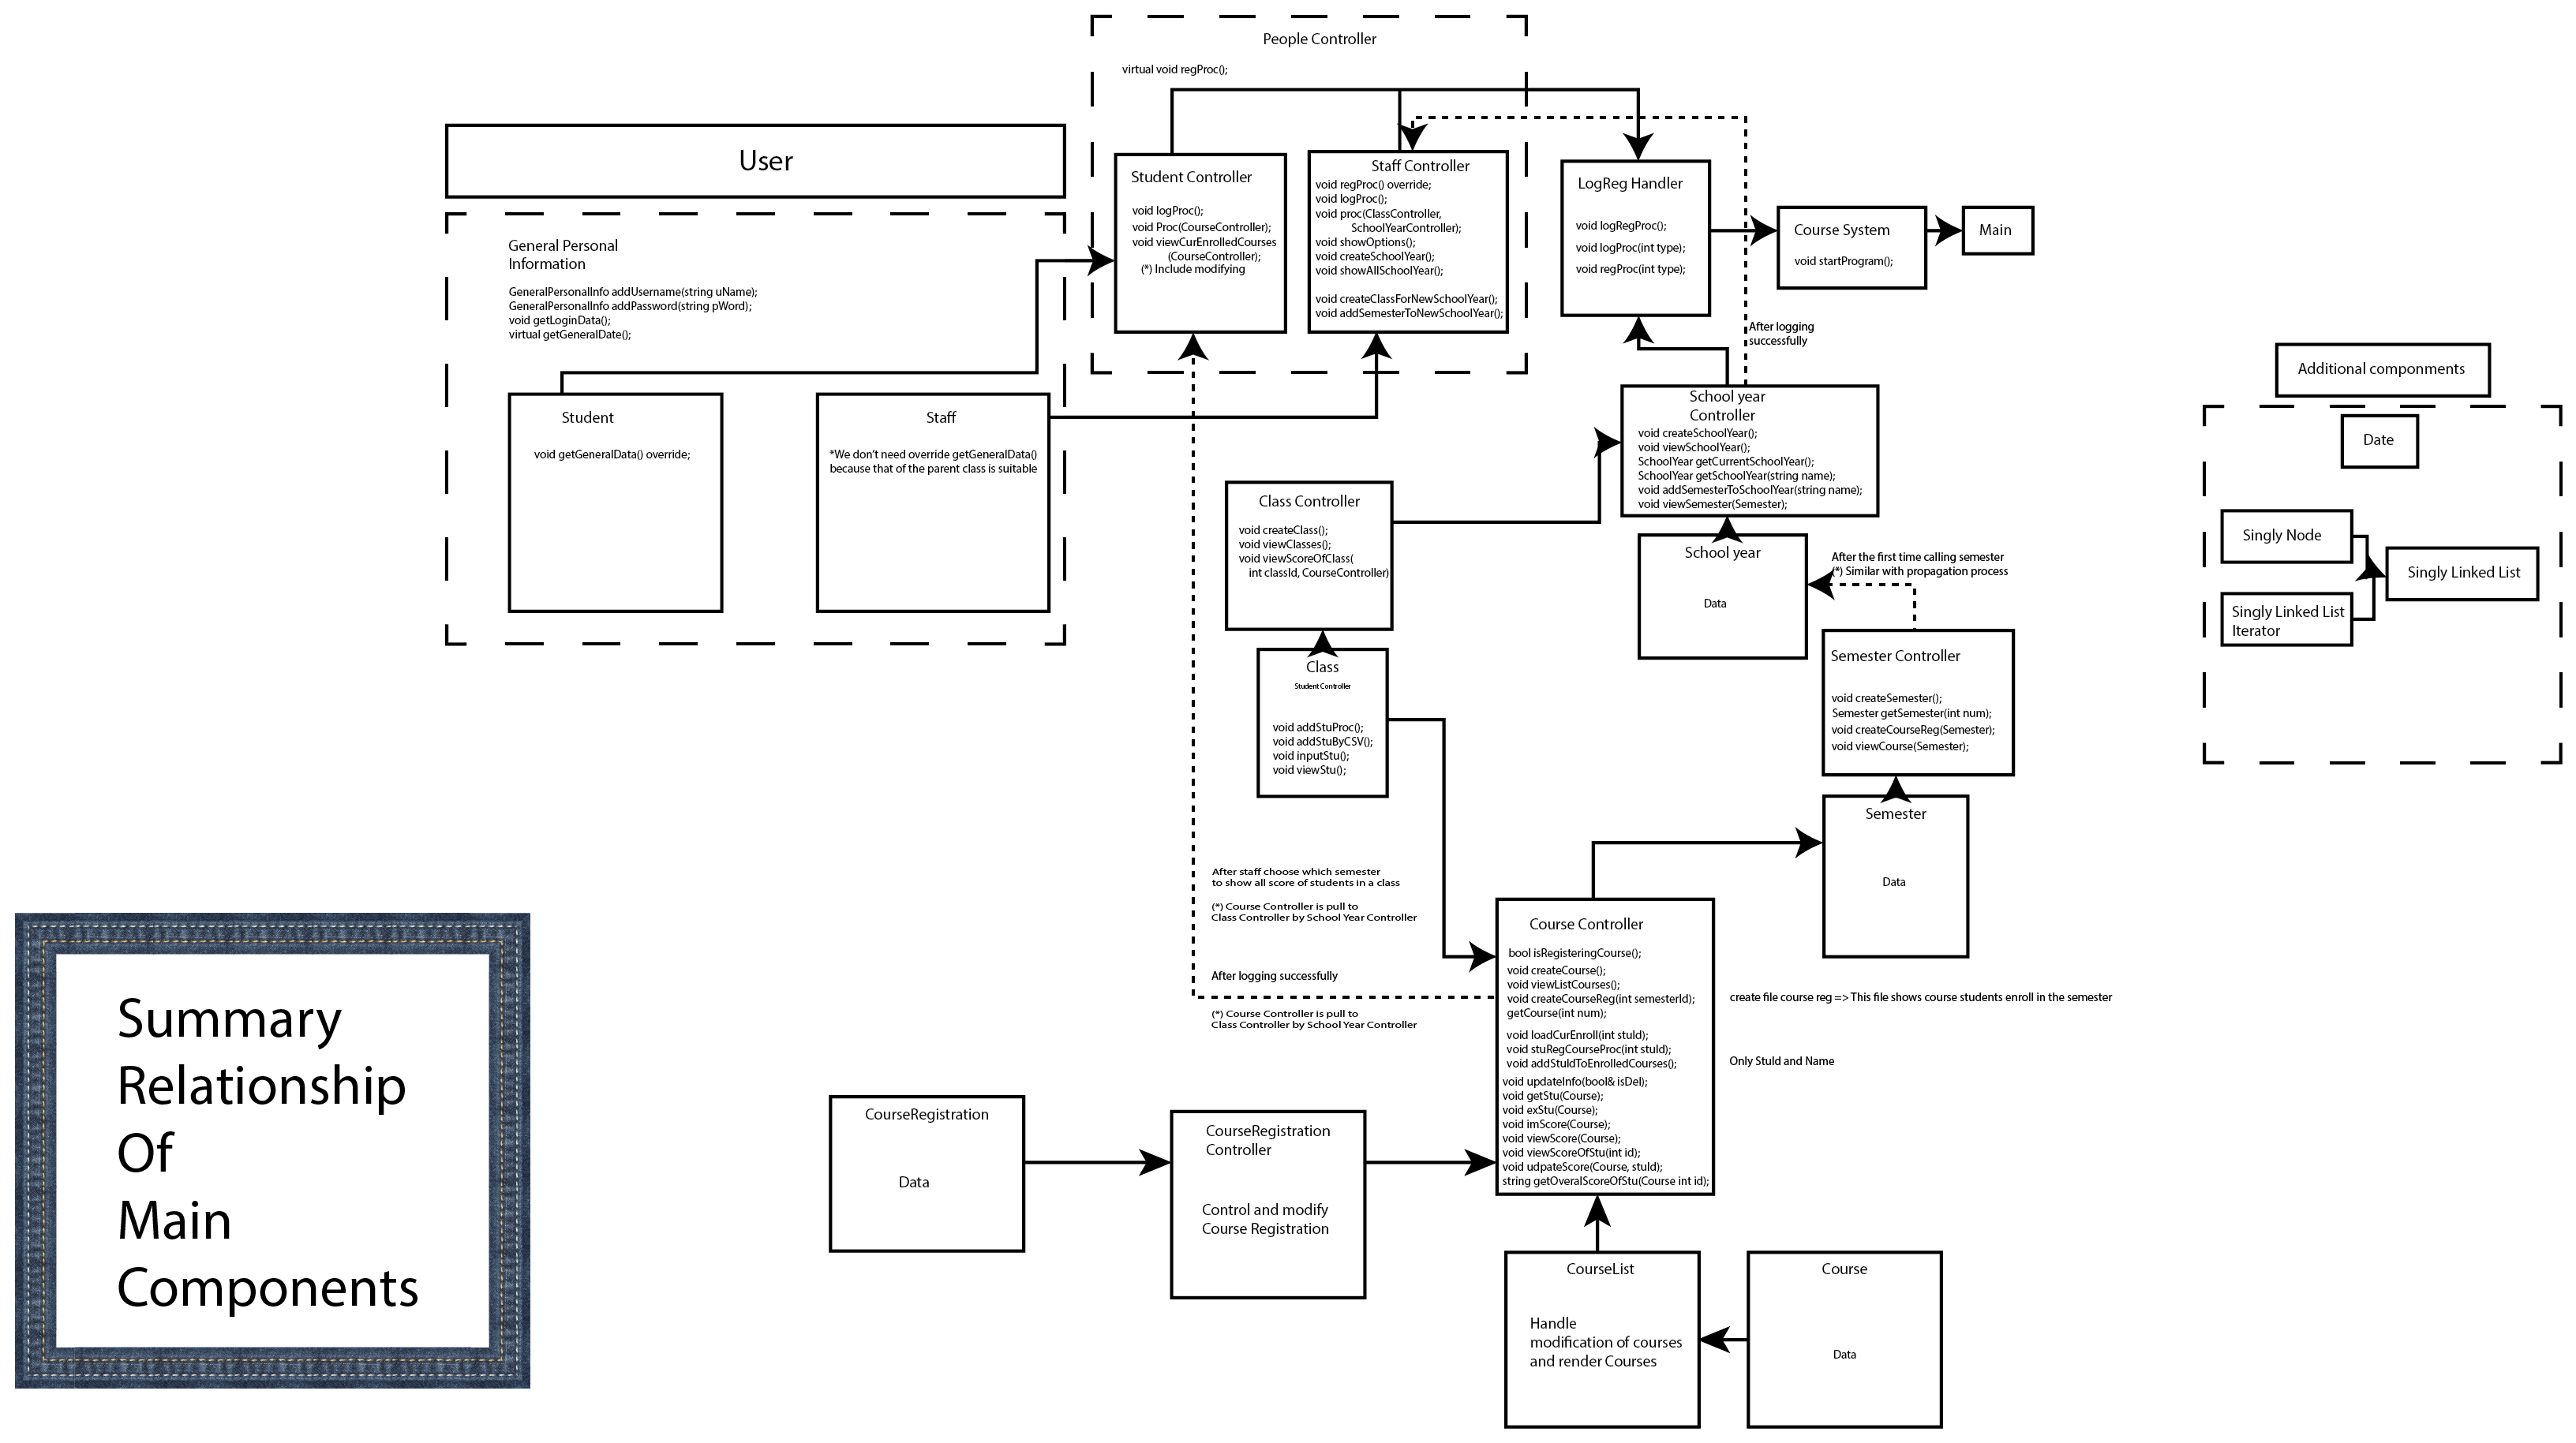 People Controller
virtual void regProc();
User
General Personal
Information
GeneralPersonalInfo addUsername(string uName);
GeneralPersonalInfo addPassword(string pWord);
void getLoginData();
virtual getGeneralDate();
Student
void getGeneralData() override;
Staff
*We don't need override getGeneralData()
because that of the parent class is suitable
Student Controller
void logProc();
void Proc(CourseController);
void viewCurEnrolledCourses
(CourseController);
(*) Include modifying
Staff Controller
void regProc() override;
void logProc();
void proc(ClassController,
SchoolYearController);
void showOptions();
void createSchoolYear();
void showAllSchoolYear();
void createClassForNewSchoolYear();
void addSemesterToNewSchoolYear();
LogReg Handler
void logRegProc();
void logProc(int type);
void regProc(int type);
Course System
void startProgram();
Main
After logging
successfully
School year
Controller
void createSchoolYear();
void viewSchoolYear();
SchoolYear getCurrentSchoolYear();
SchoolYear getSchoolYear(string name);
void addSemesterToSchoolYear(string name);
void viewSemester(Semester);
Additional componments
Date
Singly Node
Singly Linked List
Singly Linked List
Iterator
Class Controller
void createClass();
void viewClasses();
void viewScoreOfClass(
int classId, CourseController)
School year
Data
After the first time calling semester
(*) Similar with propagation process
Class
Student Controller
void addStuProc();
void addStuByCSV();
void inputStu();
void viewStu();
Semester Controller
void createSemester();
Semester getSemester(int num);
void createCourseReg(Semester);
void viewCourse(Semester);
Semester
Data
After staff choose which semester
to show all score of students in a class
(*) Course Controller is pull to
Class Controller by School Year Controller
After logging successfully
(*) Course Controller is pull to
Class Controller by School Year Controller
Course Controller
bool isRegisteringCourse();
void createCourse();
void viewListCourses();
void createCourseReg(int semesterId);
getCourse(int num);
void loadCurEnroll(int stuId);
void stuRegCourseProc(int stuId);
void addStuIdToEnrolledCourses();
void updateInfo(bool& isDel);
void getStu(Course);
void exStu(Course);
void imScore(Course);
void viewScore(Course);
void viewScoreOfStu(int id);
void udpateScore(Course, stuId);
string getOveralScoreOfStu(Course int id);
create file course reg => This file shows course students enroll in the semester
Only StuId and Name
Summary
Relationship
Of
Main
Components
CourseRegistration
Data
CourseRegistration
Controller
Control and modify
Course Registration
CourseList
Handle
modification of courses
and render Courses
Course
Data